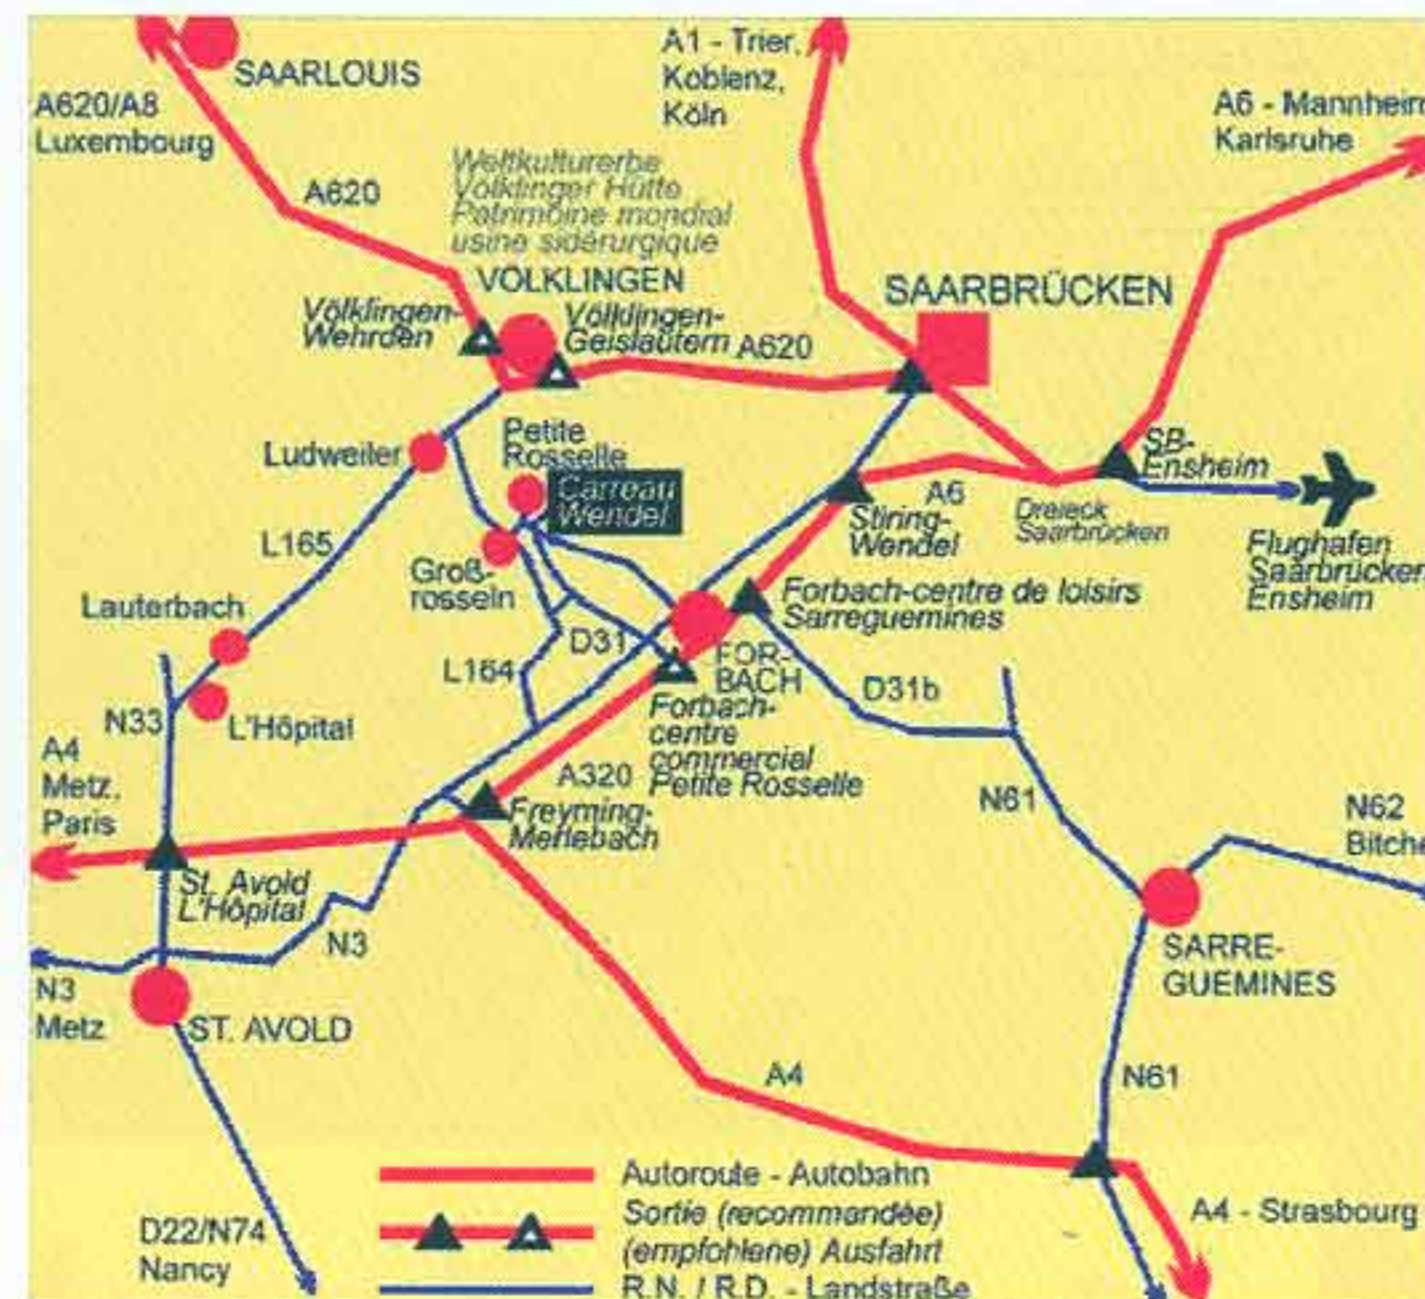 SAARLOUIS
A620/A8
Luxembourg
A1 - Trier,
Koblenz,
Köln
A6 - Mannheim
Karlsruhe
A620
Weltkulturerbe
Völklinger Hütte
Patrimoine mondial
usine sidérurgique
VÖLKLINGEN
Völklingen-
Wehrden
Völklingen-
Geislautern
A620
SAARBRÜCKEN
Ludweiler
Petite
Rosselle
Carreau
Wendel
SB-
Ensheim
A6
Dreieck
Saarbrücken
Stiring-
Wendel
Flughafen
Saarbrücken
Ensheim
L165
Groß-
rosseln
Lauterbach
Forbach-centre de loisirs
Sarreguemines
D31
L164
FOR-
BACH
D31b
N33
L'Hôpital
Forbach-
centre
commercial
Petite Rosselle
A4
Metz,
Paris
A320
Freyming-
Merlebach
N61
N62
Bitche
St. Avold
L'Hôpital
N3
N3
Metz
ST. AVOLD
SARRE-
GUEMINES
A4
N61
D22/N74
Nancy
Autoroute - Autobahn
Sortie (recommandée)
(empfohlene) Ausfahrt
R.N. / R.D. - Landstraße
A4 - Strasbourg